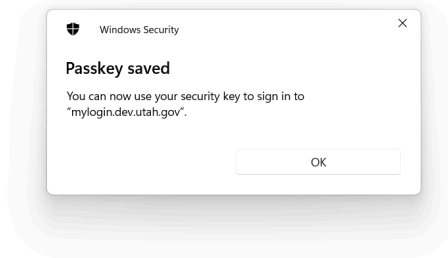 Windows Security
Passkey saved
You can now use your security key to sign in to
“mylogin.dev.utah.gov”.
OK